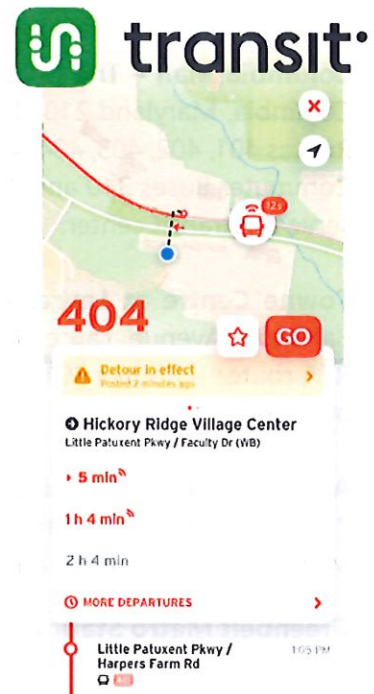 transit
12s
404
GO
Detour in effect
Posted 2 minutes ago
Hickory Ridge Village Center
Little Patuxent Pkwy / Faculty Dr (WB)
5 min
1 h 4 min
2 h 4 min
MORE DEPARTURES
Little Patuxent Pkwy /
Harpers Farm Rd
1:05 PM